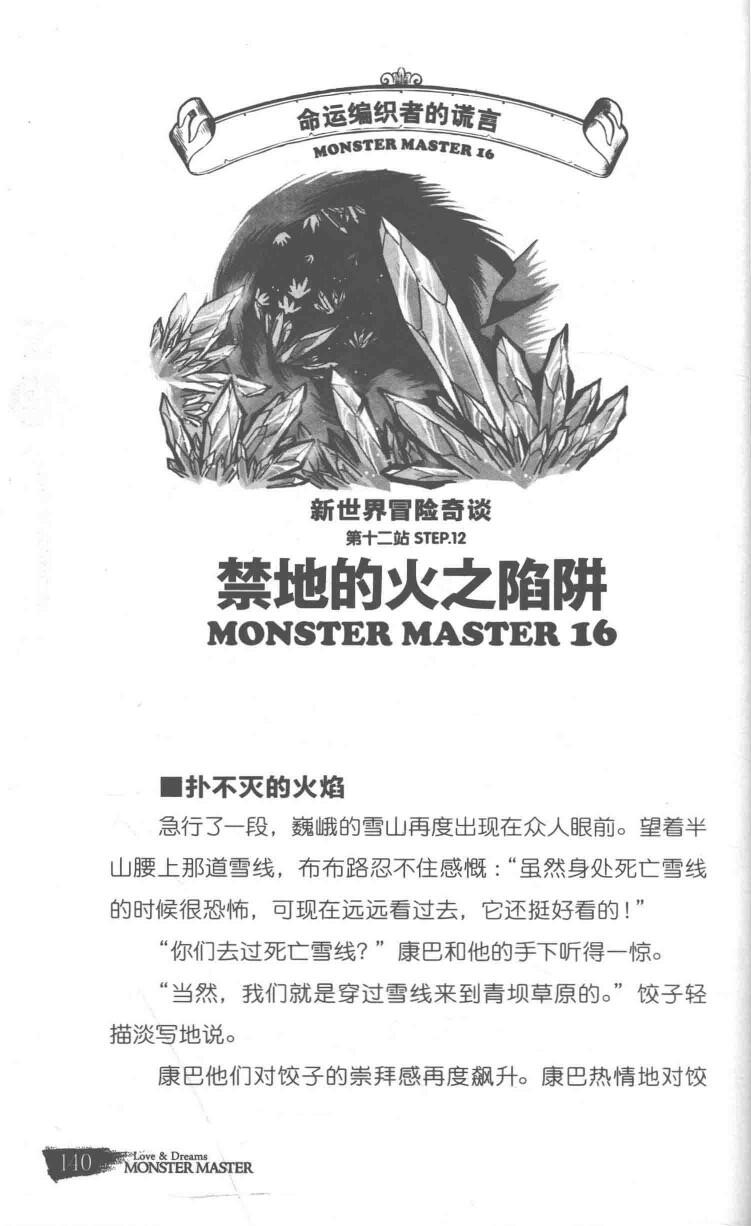 命运编织者的谎言
MONSTER MASTER 16
新世界冒险奇谈
第十二站 STEP.12
禁地的火之陷阱
MONSTER MASTER 16
■扑不灭的火焰
急行了一段，巍峨的雪山再度出现在众人眼前。望着半
山腰上那道雪线，布布路忍不住感慨：“虽然身处死亡雪线
的时候很恐怖，可现在远远看过去，它还挺好看的！”
“你们去过死亡雪线？”康巴和他的手下听得一惊。
“当然，我们就是穿过雪线来到青坝草原的。”饺子轻
描淡写地说。
康巴他们对饺子的崇拜感再度飙升。康巴热情地对饺
140
Love & Dreams
MONSTER MASTER